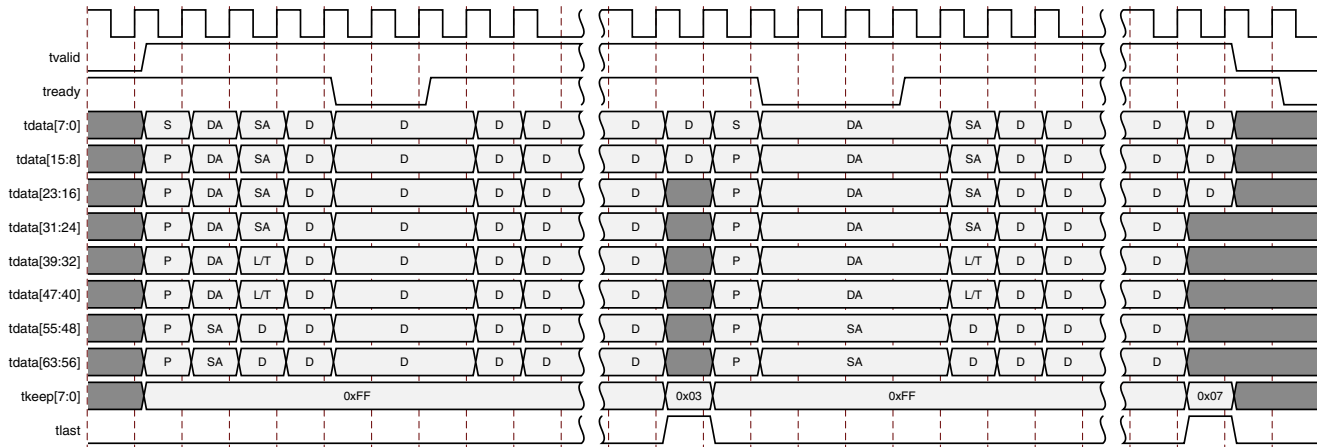 tvalid
tready
tdata[7:0] S DA SA D D D D D D S DA SA D D D D
tdata[15:8] P DA SA D D D D D D P DA SA D D D D
tdata[23:16] P DA SA D D D D D P DA SA D D D D
tdata[31:24] P DA SA D D D D D P DA SA D D D
tdata[39:32] P DA L/T D D D D D P DA L/T D D D
tdata[47:40] P DA L/T D D D D D P DA L/T D D D
tdata[55:48] P SA D D D D D D P SA D D D D
tdata[63:56] P SA D D D D D D P SA D D D D
tkeep[7:0] 0xFF 0x03 0xFF 0x07
tlast